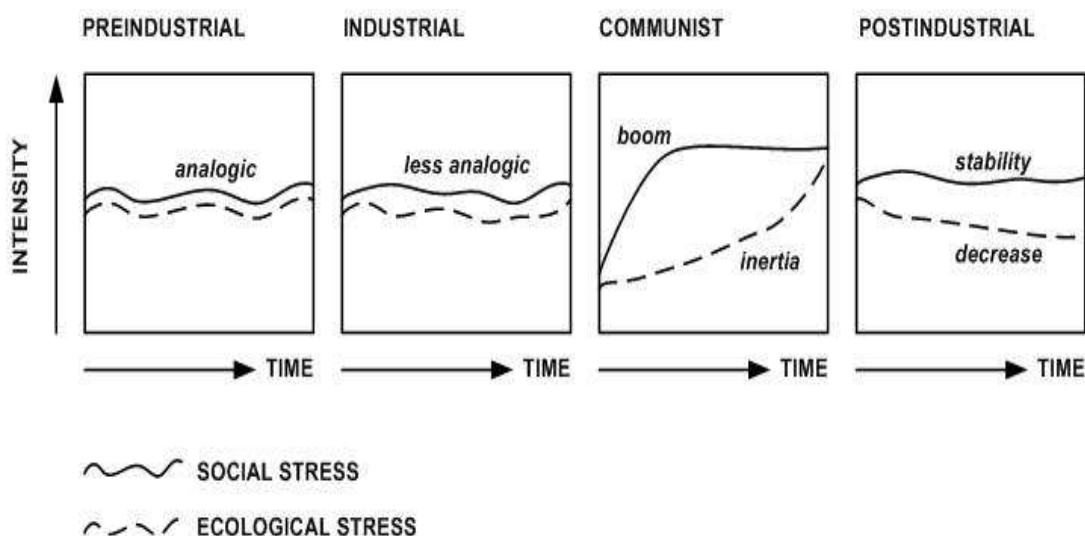 PREINDUSTRIAL INDUSTRIAL COMMUNIST POSTINDUSTRIAL
INTENSITY
analogic
less analogic
boom
inertia
stability
decrease
TIME TIME TIME TIME
SOCIAL STRESS
ECOLOGICAL STRESS